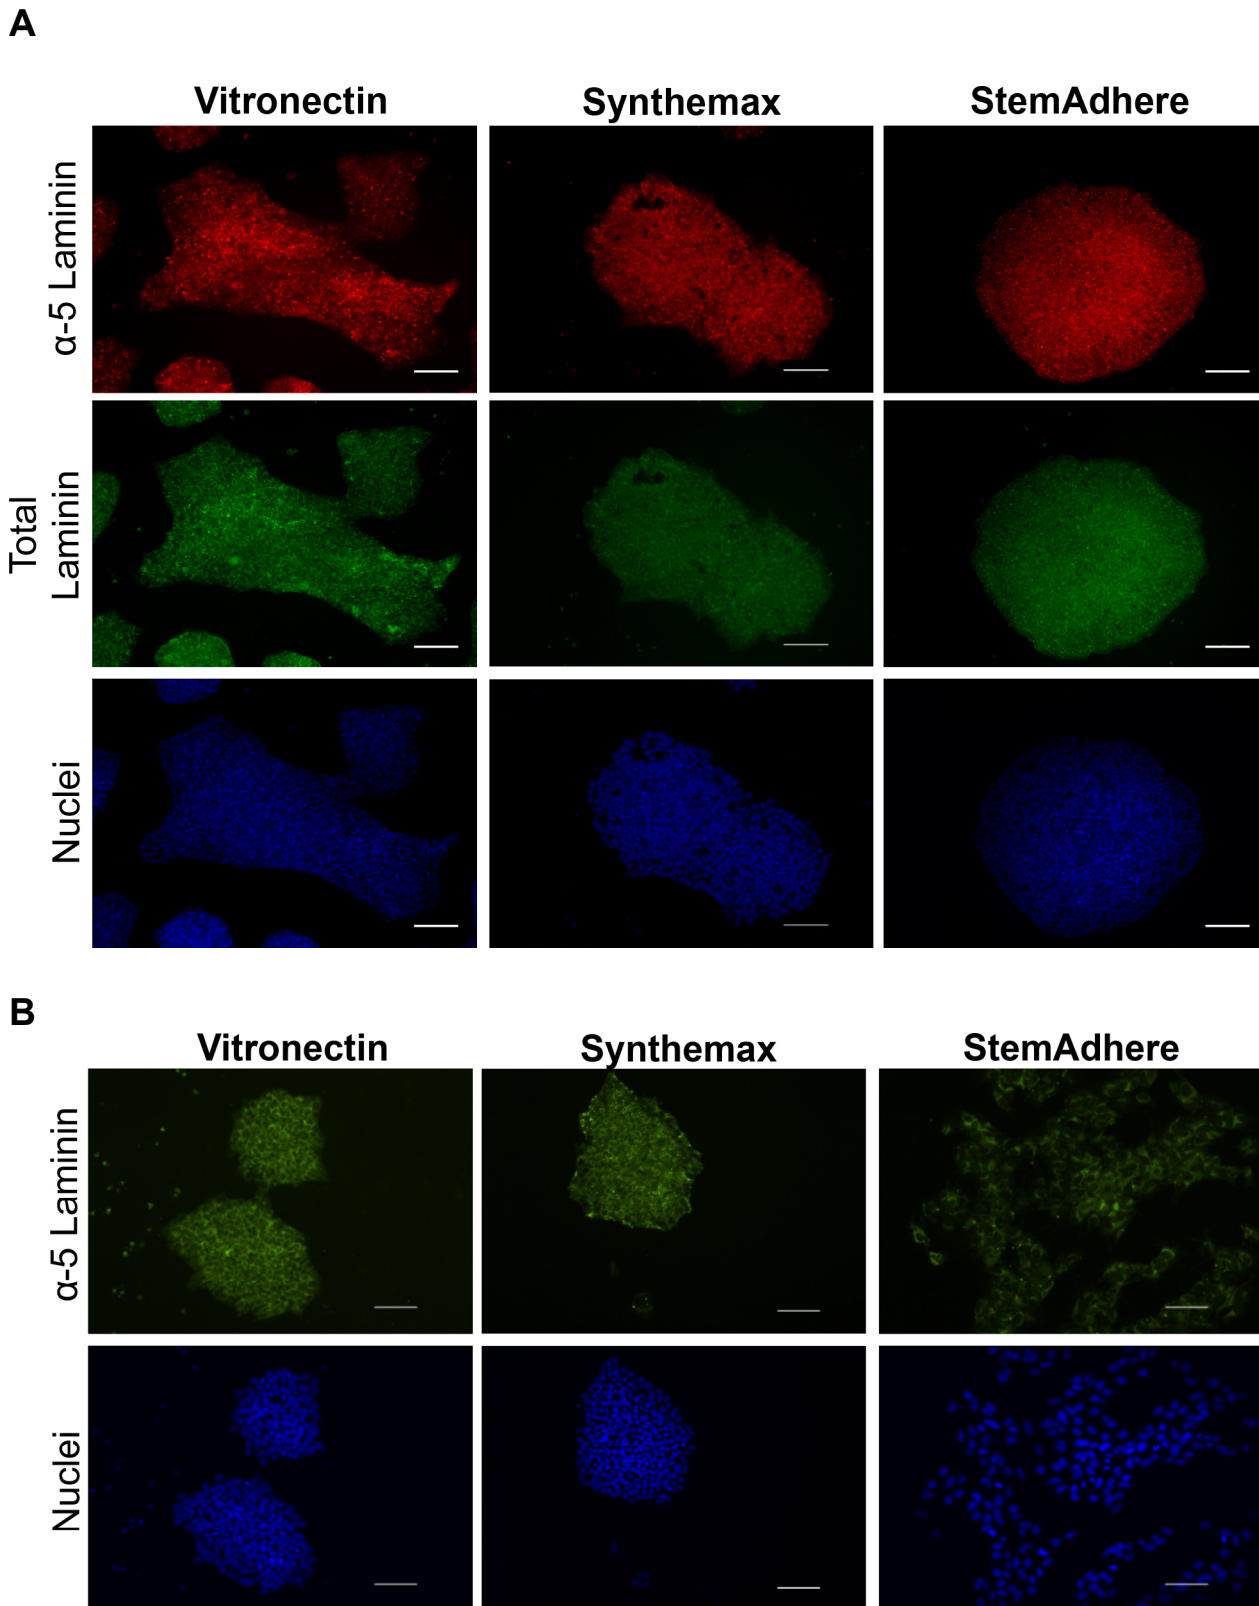 A
Vitronectin
Synthemax
StemAdhere
α-5 Laminin
Total
Laminin
Nuclei
B
Vitronectin
Synthemax
StemAdhere
α-5 Laminin
Nuclei